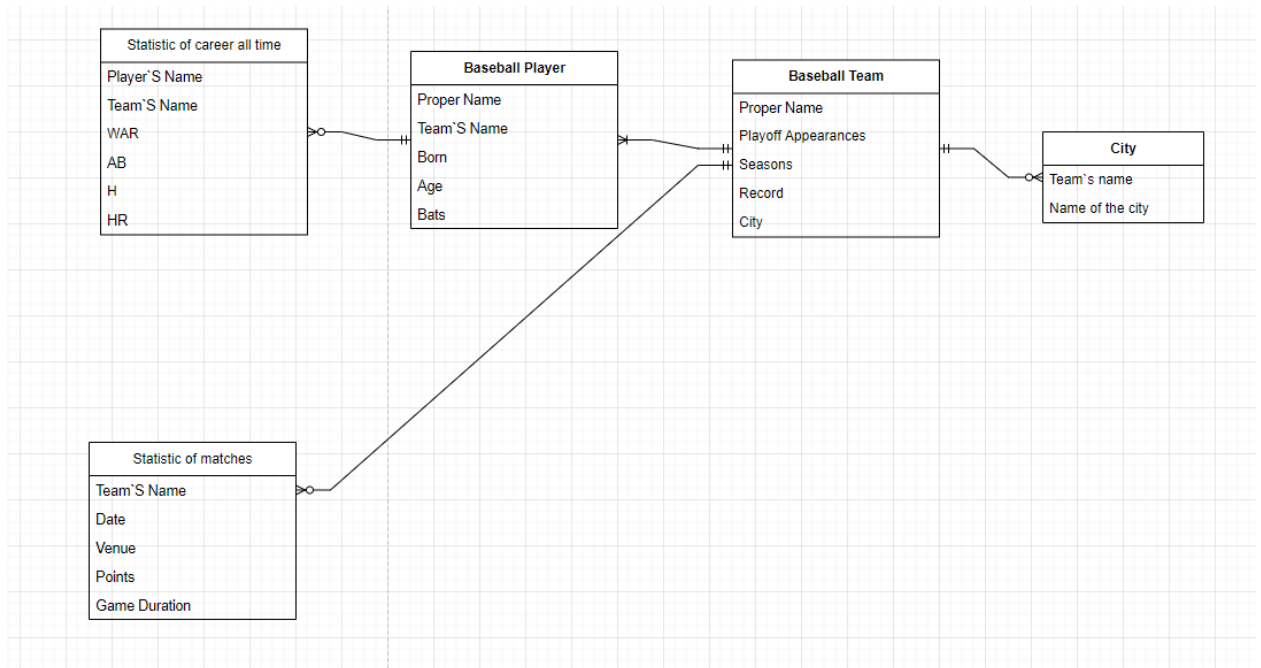 Statistic of career all time
Player`S Name
Team`S Name
WAR
AB
H
HR
Baseball Player
Proper Name
Team`S Name
Born
Age
Bats
Baseball Team
Proper Name
Playoff Appearances
Seasons
Record
City
City
Team`s name
Name of the city
Statistic of matches
Team`S Name
Date
Venue
Points
Game Duration